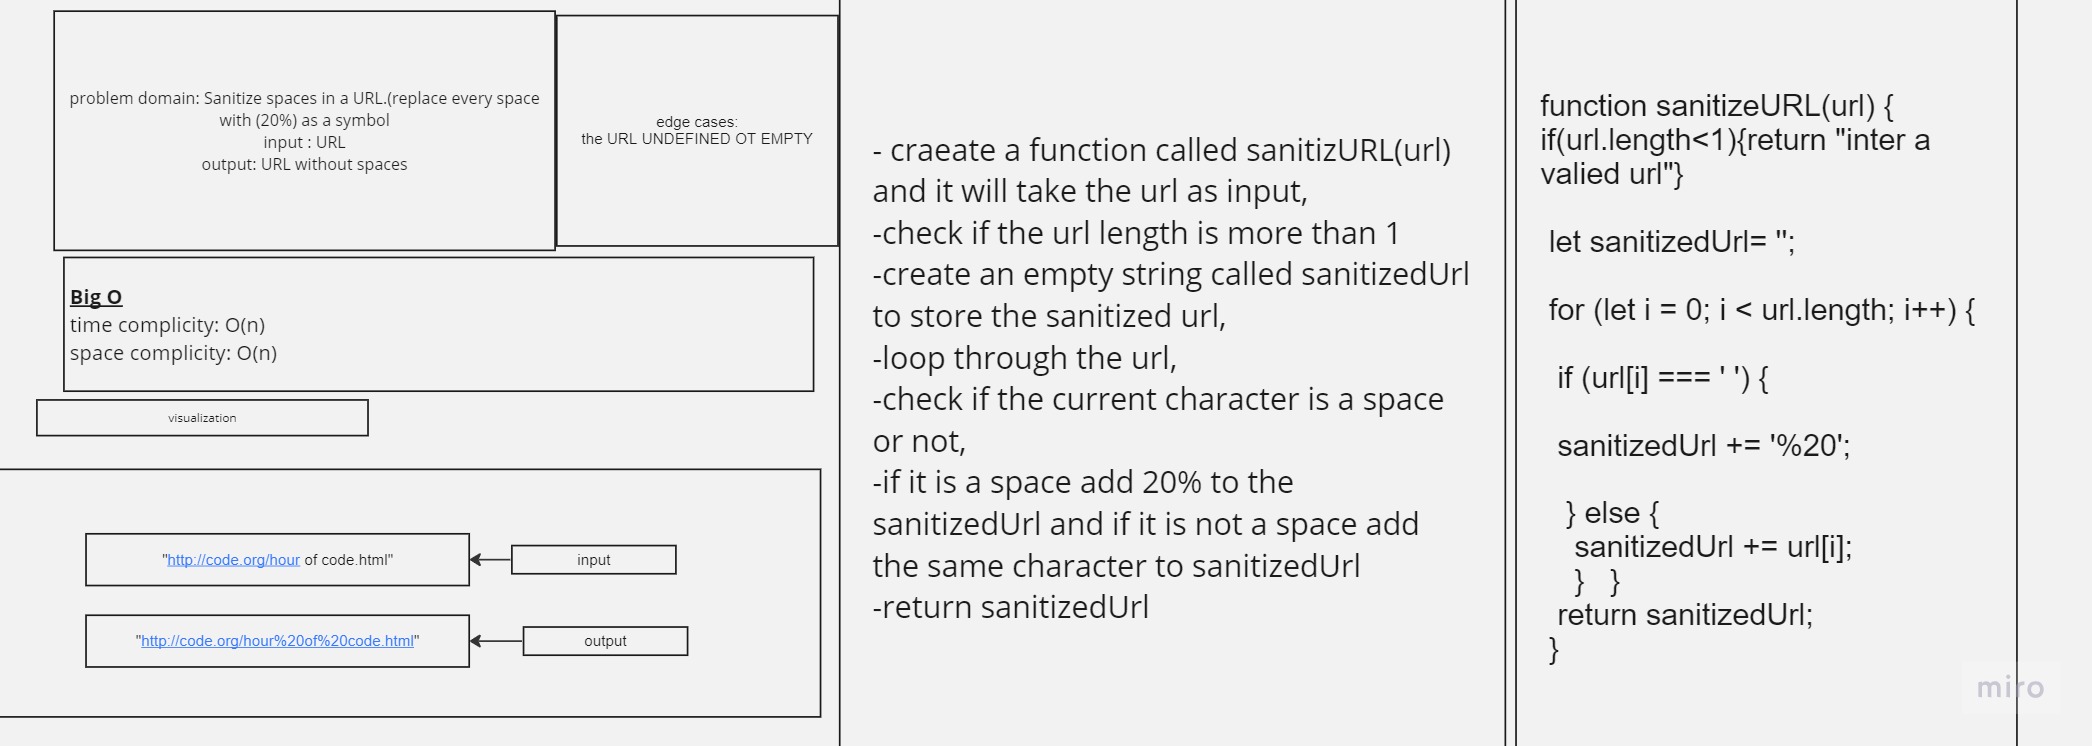 problem domain: Sanitize spaces in a URL.(replace every space
with (20%) as a symbol
input : URL
output: URL without spaces
edge cases:
the URL UNDEFINED OT EMPTY
Big O
time complicity: O(n)
space complicity: O(n)
visualization
"http://code.org/hour of code.html"
input
"http://code.org/hour%20of%20code.html"
output
- craeate a function called sanitizURL(url)
and it will take the url as input,
-check if the url length is more than 1
-create an empty string called sanitizedUrl
to store the sanitized url,
-loop through the url,
-check if the current character is a space
or not,
-if it is a space add 20% to the
sanitizedUrl and if it is not a space add
the same character to sanitizedUrl
-return sanitizedUrl
function sanitizeURL(url) {
if(url.length<1){return "inter a
valied url"}
let sanitizedUrl= '';
for (let i = 0; i < url.length; i++) {
if (url[i] === ' ') {
sanitizedUrl += '%20';
} else {
sanitizedUrl += url[i];
} }
return sanitizedUrl;
}
miro